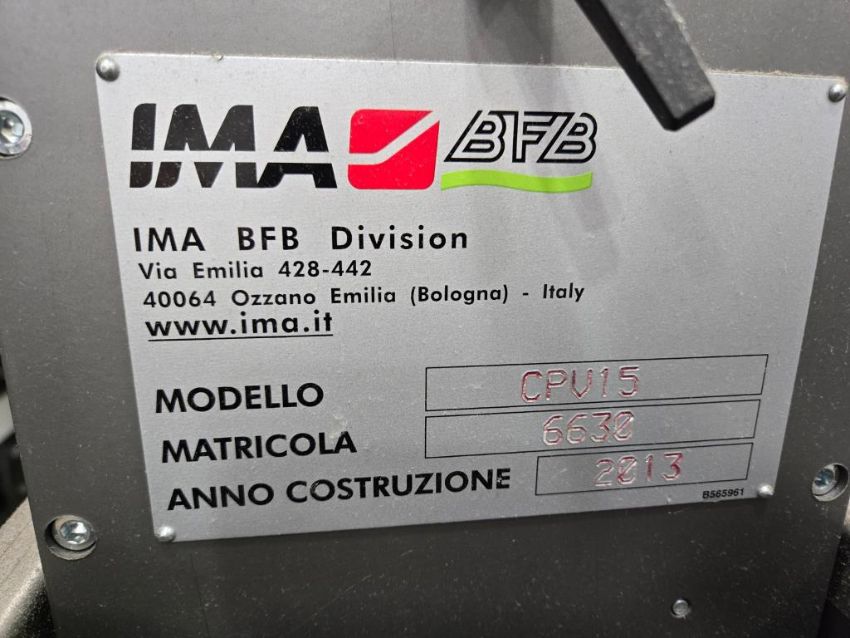 IMA BFB
IMA BFB Division
Via Emilia 428-442
40064 Ozzano Emilia (Bologna) - Italy
www.ima.it
MODELLO CPV15
MATRICOLA 6630
ANNO COSTRUZIONE 2013
B565961